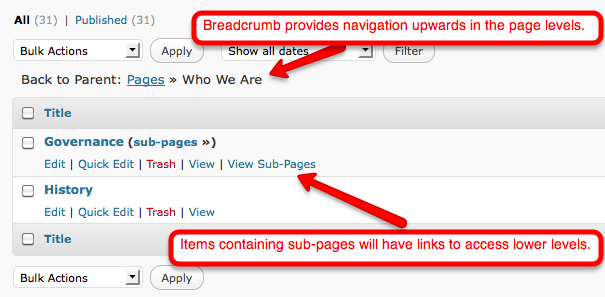 All (31) | Published (31)
Breadcrumb provides navigation upwards in the page levels.
Bulk Actions Apply Show all dates Filter
Back to Parent: Pages » Who We Are
Title
Governance (sub-pages »)
Edit | Quick Edit | Trash | View | View Sub-Pages
History
Edit | Quick Edit | Trash | View
Title
Items containing sub-pages will have links to access lower levels.
Bulk Actions Apply